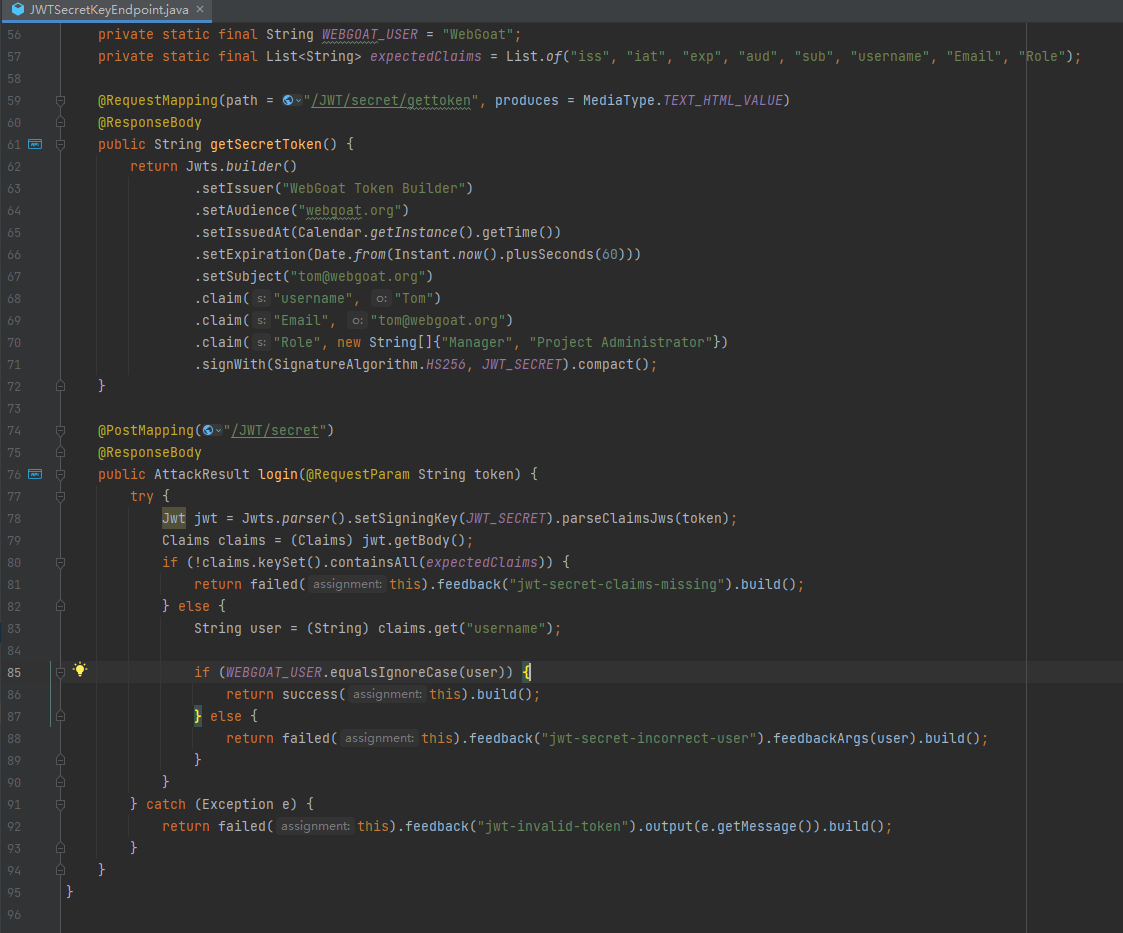 JWTSecretKeyEndpoint.java
56 private static final String WEBGOAT_USER = "WebGoat";
57 private static final List<String> expectedClaims = List.of("iss", "iat", "exp", "aud", "sub", "username", "Email", "Role");
58
59 @RequestMapping(path = "/JWT/secret/gettoken", produces = MediaType.TEXT_HTML_VALUE)
60 @ResponseBody
61 public String getSecretToken() {
62 return Jwts.builder()
63 .setIssuer("WebGoat Token Builder")
64 .setAudience("webgoat.org")
65 .setIssuedAt(Calendar.getInstance().getTime())
66 .setExpiration(Date.from(Instant.now().plusSeconds(60)))
67 .setSubject("tom@webgoat.org")
68 .claim( s: "username", o: "Tom")
69 .claim( s: "Email", o: "tom@webgoat.org")
70 .claim( s: "Role", new String[]{"Manager", "Project Administrator"})
71 .signWith(SignatureAlgorithm.HS256, JWT_SECRET).compact();
72 }
73
74 @PostMapping("/JWT/secret")
75 @ResponseBody
76 public AttackResult login(@RequestParam String token) {
77 try {
78 Jwt jwt = Jwts.parser().setSigningKey(JWT_SECRET).parseClaimsJws(token);
79 Claims claims = (Claims) jwt.getBody();
80 if (!claims.keySet().containsAll(expectedClaims)) {
81 return failed( assignment: this).feedback("jwt-secret-claims-missing").build();
82 } else {
83 String user = (String) claims.get("username");
84
85 if (WEBGOAT_USER.equalsIgnoreCase(user)) {
86 return success( assignment: this).build();
87 } else {
88 return failed( assignment: this).feedback("jwt-secret-incorrect-user").feedbackArgs(user).build();
89 }
90 }
91 } catch (Exception e) {
92 return failed( assignment: this).feedback("jwt-invalid-token").output(e.getMessage()).build();
93 }
94 }
95 }
96